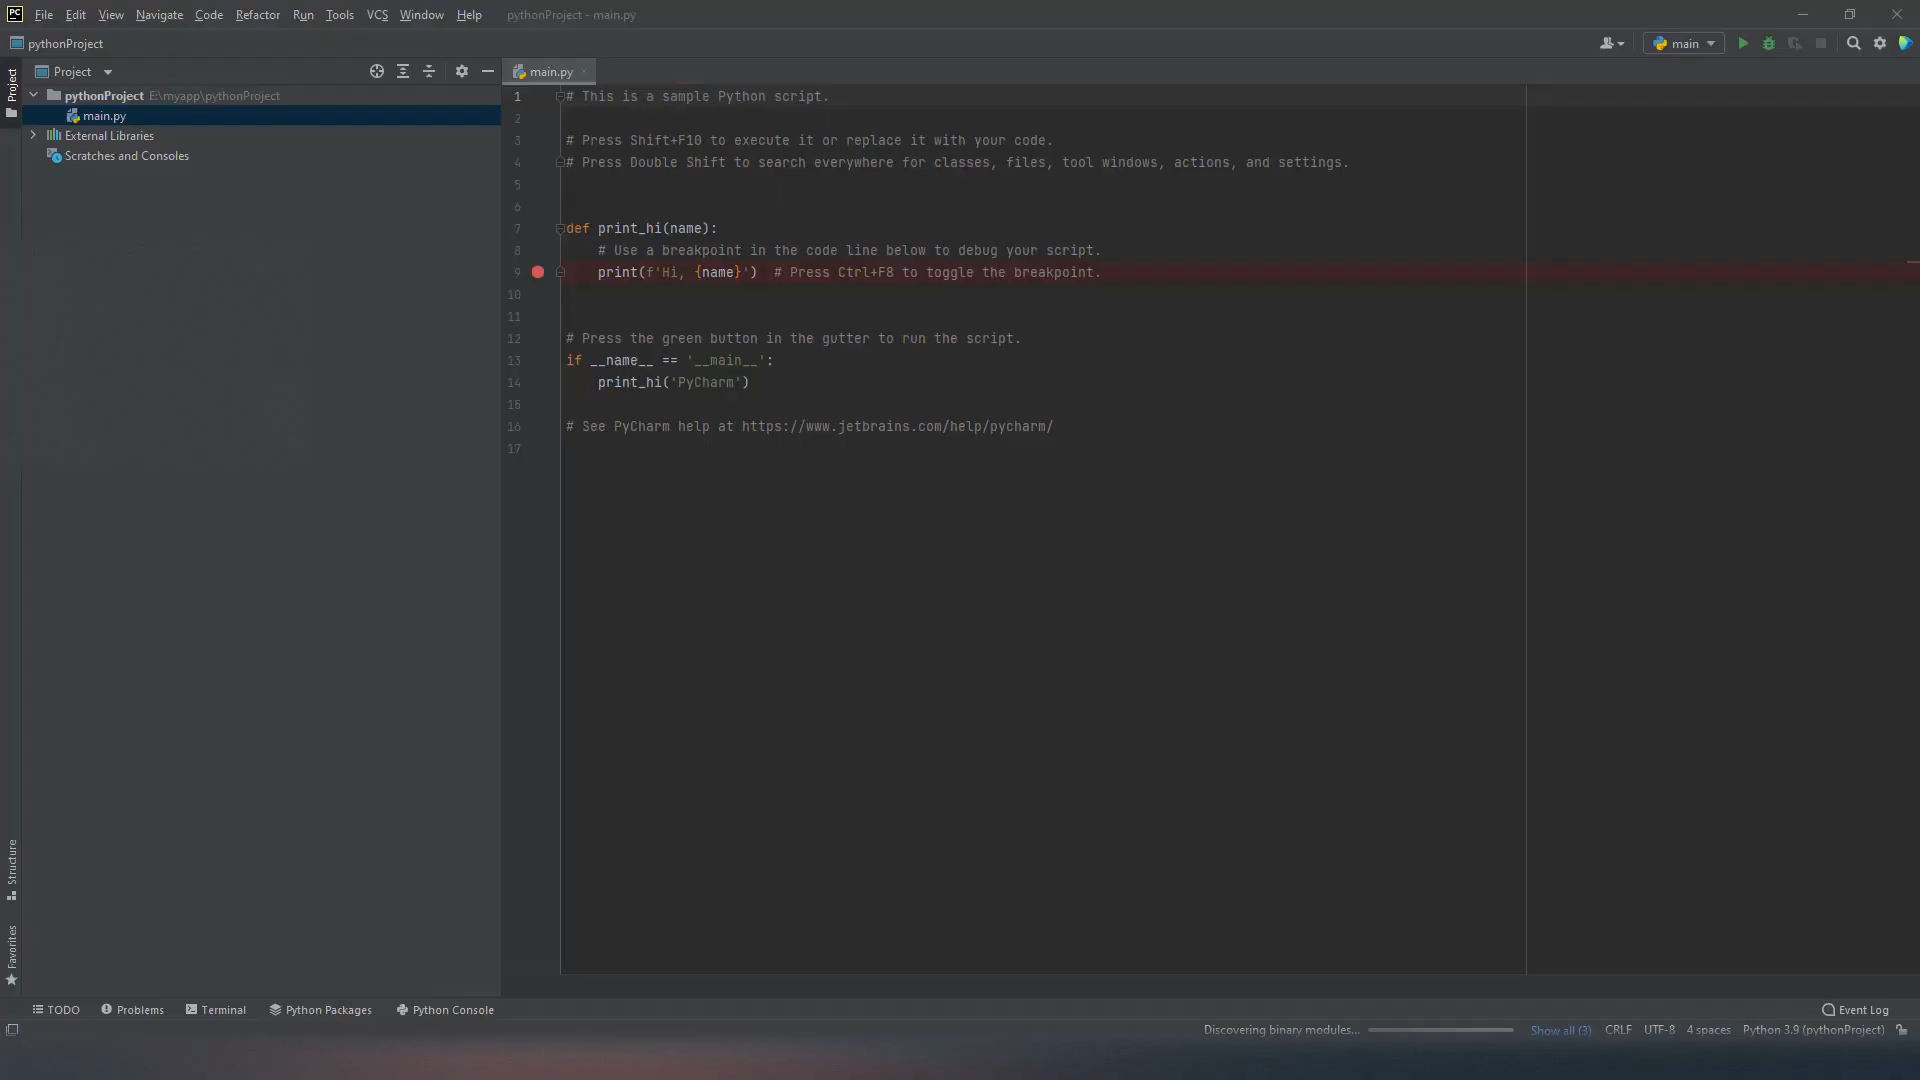 PC File Edit View Navigate Code Refactor Run Tools VCS Window Help pythonProject - main.py
pythonProject main
Project main.py
Project
pythonProject E:\myapp\pythonProject
main.py
External Libraries
Scratches and Consoles
1 # This is a sample Python script.
2
3 # Press Shift+F10 to execute it or replace it with your code.
4 # Press Double Shift to search everywhere for classes, files, tool windows, actions, and settings.
5
6
7 def print_hi(name):
8 # Use a breakpoint in the code line below to debug your script.
9 print(f'Hi, {name}') # Press Ctrl+F8 to toggle the breakpoint.
10
11
12 # Press the green button in the gutter to run the script.
13 if __name__ == '__main__':
14 print_hi('PyCharm')
15
16 # See PyCharm help at https://www.jetbrains.com/help/pycharm/
17
Structure
Favorites
TODO Problems Terminal Python Packages Python Console Event Log
Discovering binary modules... Show all (3) CRLF UTF-8 4 spaces Python 3.9 (pythonProject)